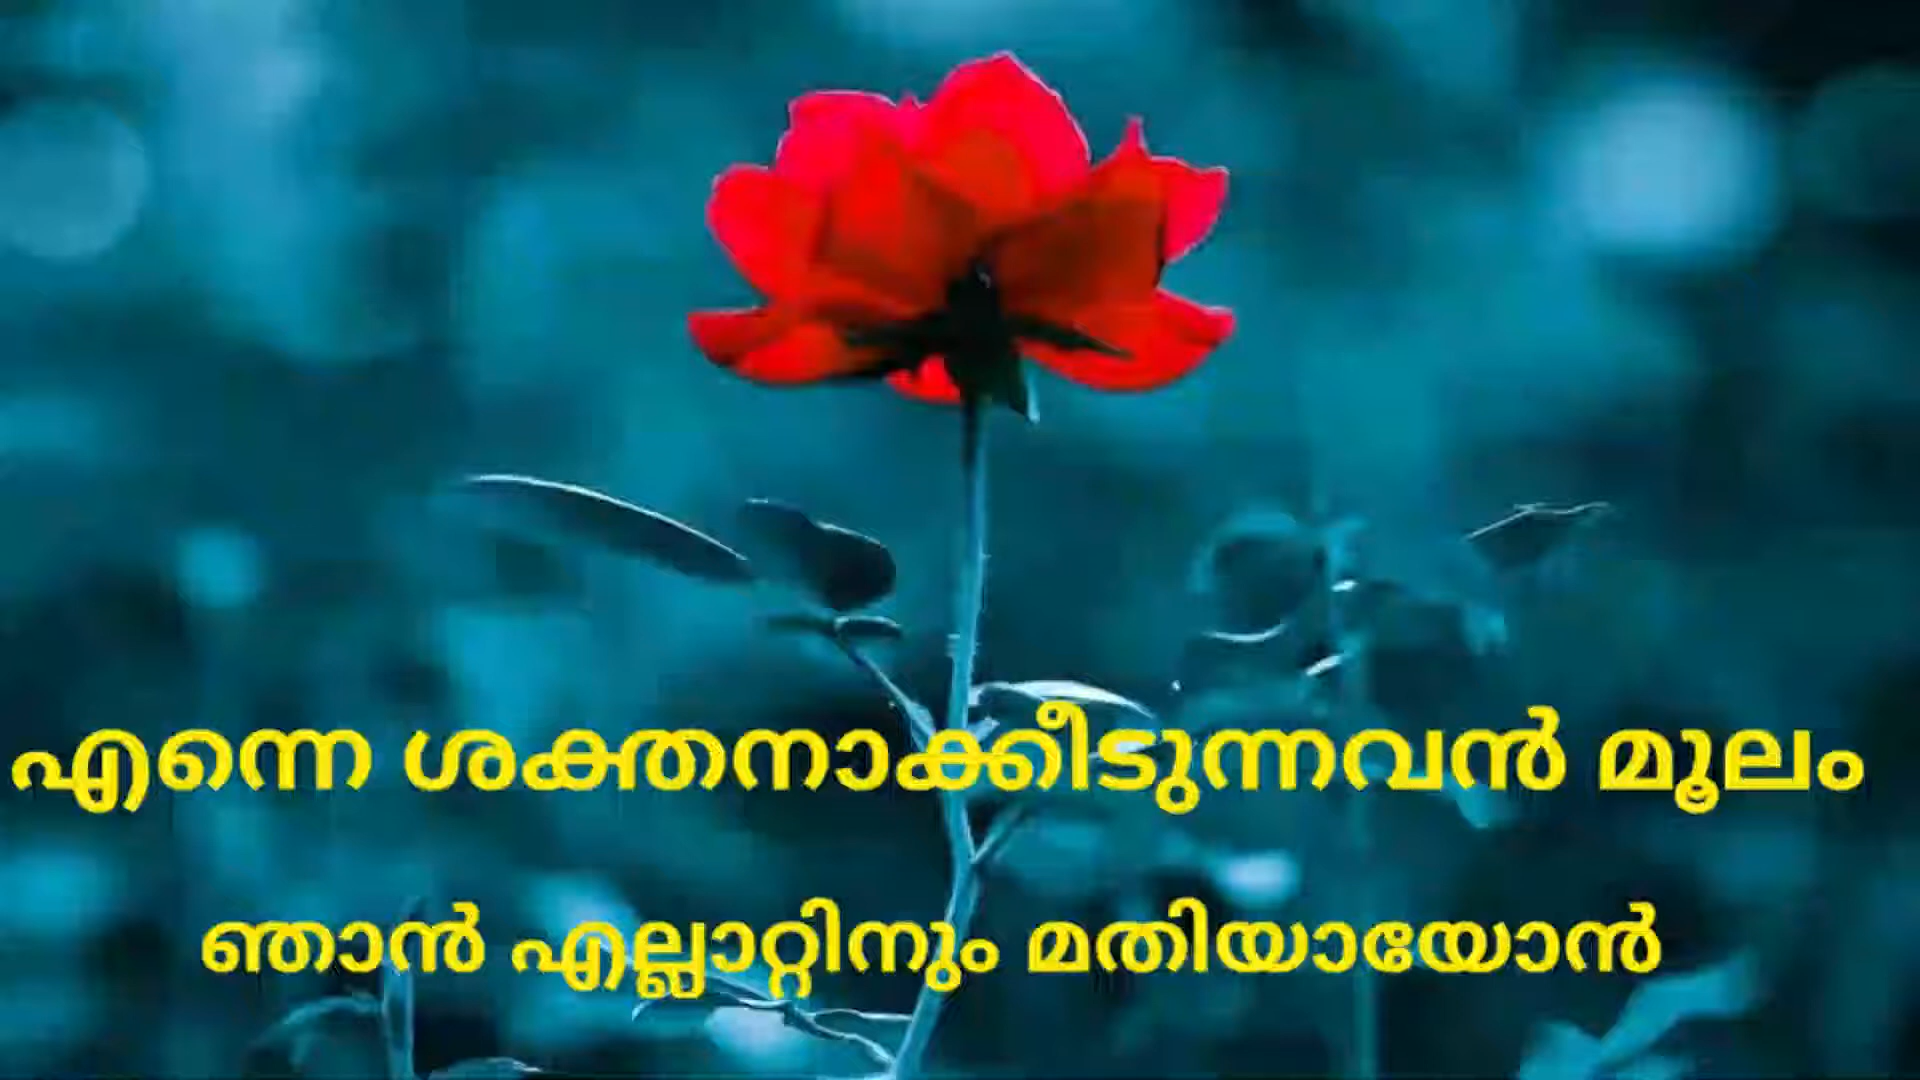 എന്നെ ശക്തനാക്കീടുന്നവൻ മൂലം
ഞാൻ എല്ലാറ്റിനും മതിയായോൻ